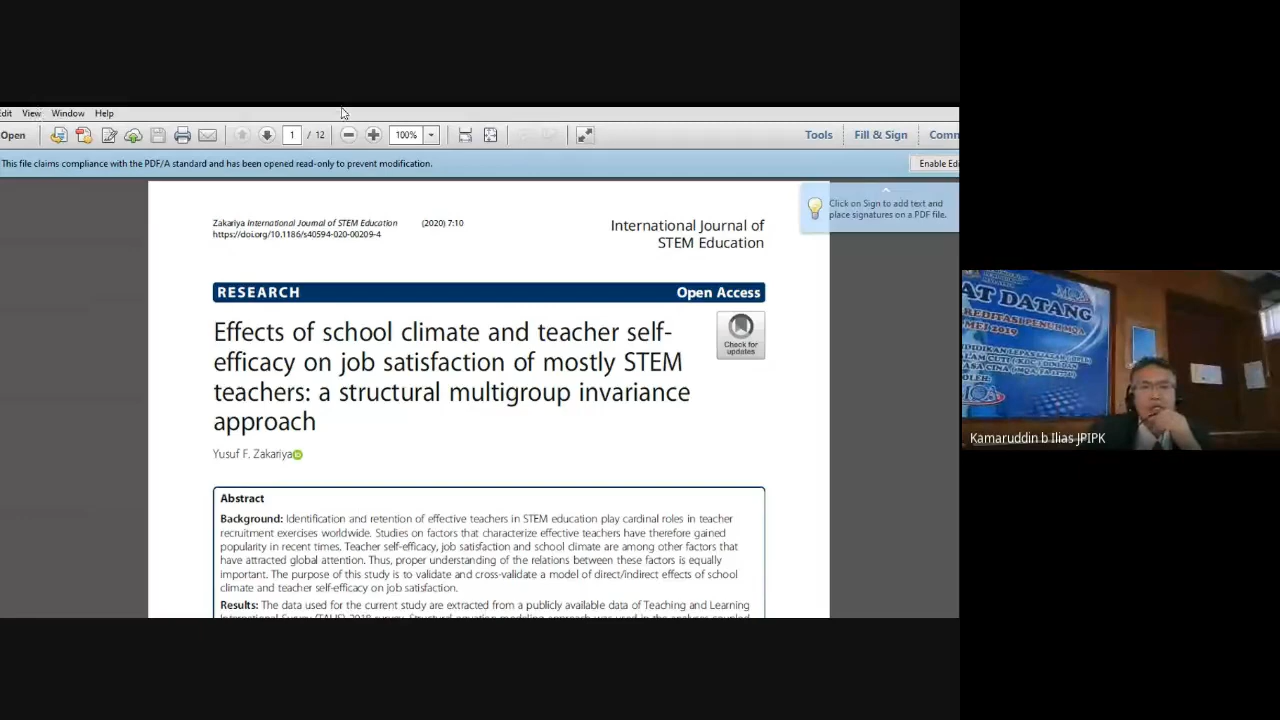 Edit View Window Help
Open 1 / 12 100% Tools Fill & Sign Comm
This file claims compliance with the PDF/A standard and has been opened read-only to prevent modification. Enable Edi
Click on Sign to add text and
place signatures on a PDF file.
Zakariya International Journal of STEM Education (2020) 7:10
https://doi.org/10.1186/s40594-020-00209-4
International Journal of
STEM Education
RESEARCH Open Access
Effects of school climate and teacher self-
efficacy on job satisfaction of mostly STEM
teachers: a structural multigroup invariance
approach
Check for
updates
Yusuf F. Zakariya
Abstract
Background: Identification and retention of effective teachers in STEM education play cardinal roles in teacher
recruitment exercises worldwide. Studies on factors that characterize effective teachers have therefore gained
popularity in recent times. Teacher self-efficacy, job satisfaction and school climate are among other factors that
have attracted global attention. Thus, proper understanding of the relations between these factors is equally
important. The purpose of this study is to validate and cross-validate a model of direct/indirect effects of school
climate and teacher self-efficacy on job satisfaction.
Results: The data used for the current study are extracted from a publicly available data of Teaching and Learning
AT DATANG
REDITASI PENUH MQA
MEI 2019
Kamaruddin b Ilias JPIPK